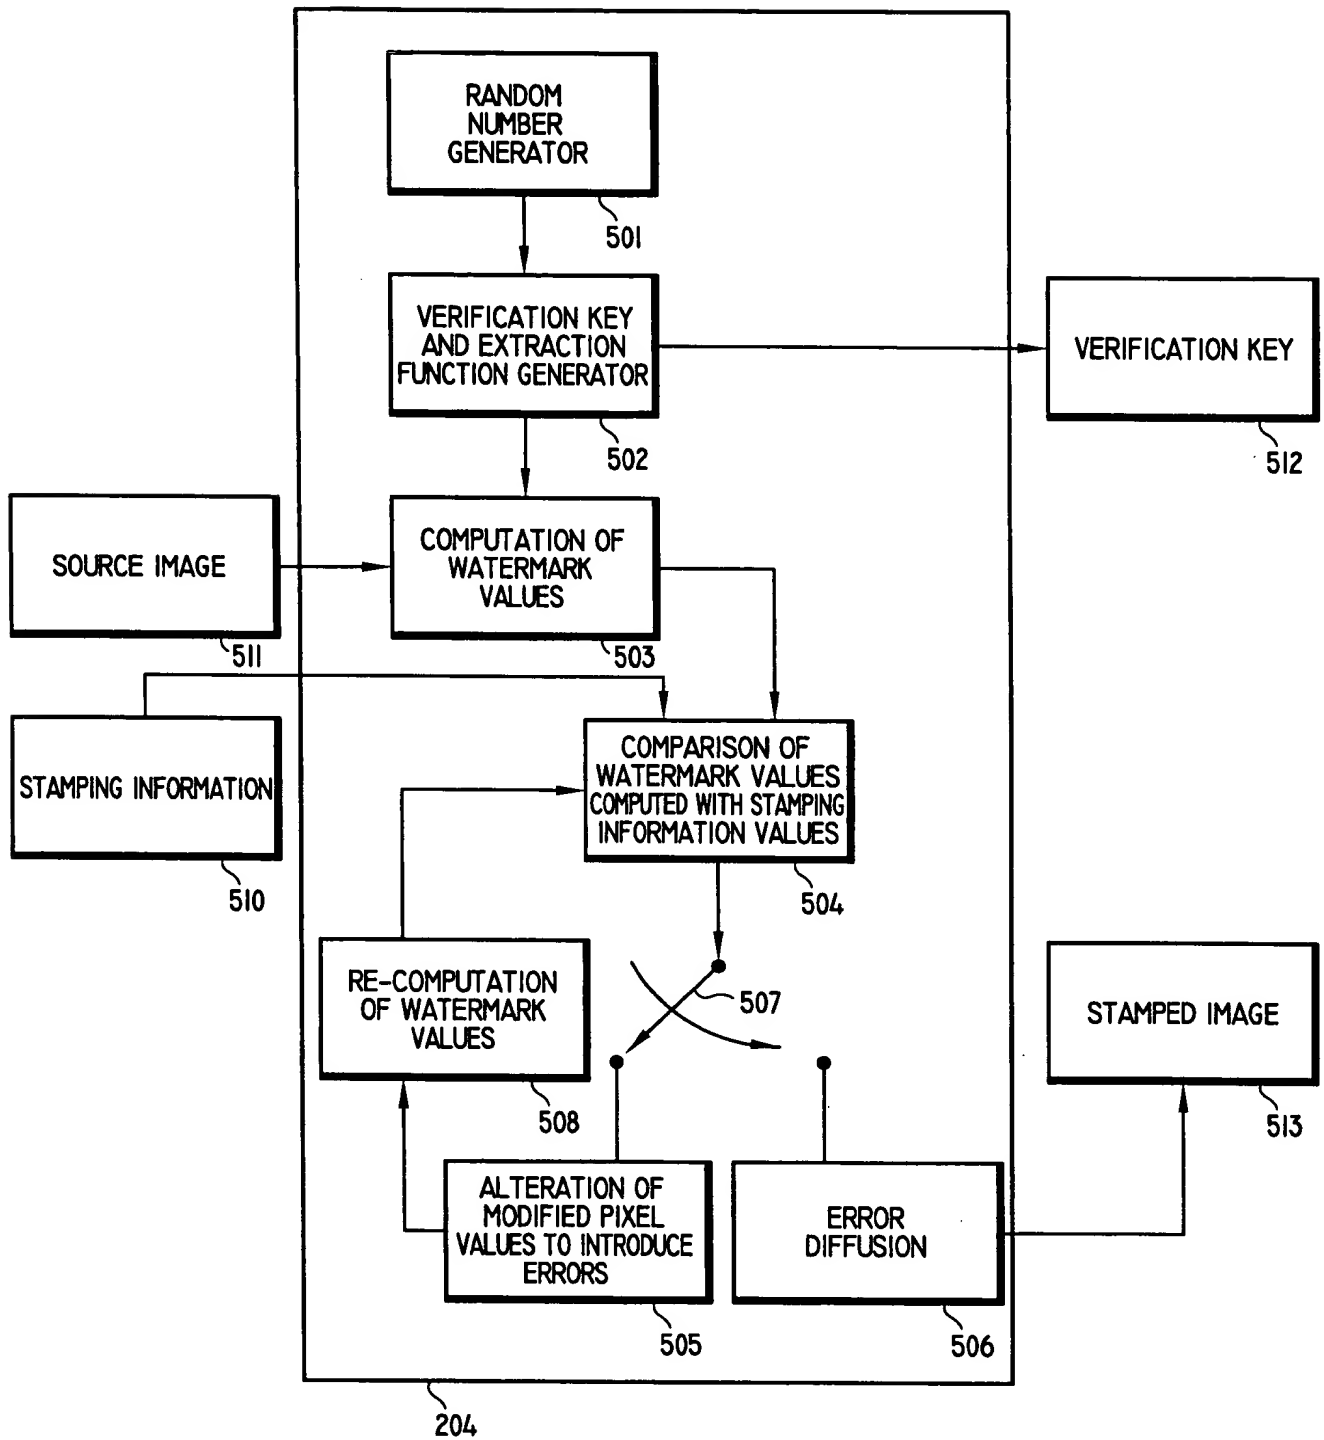 RANDOM
NUMBER
GENERATOR
501
VERIFICATION KEY
AND EXTRACTION
FUNCTION GENERATOR
502
VERIFICATION KEY
512
SOURCE IMAGE
511
COMPUTATION OF
WATERMARK
VALUES
503
STAMPING INFORMATION
510
COMPARISON OF
WATERMARK VALUES
COMPUTED WITH STAMPING
INFORMATION VALUES
504
RE-COMPUTATION
OF WATERMARK
VALUES
508
507
STAMPED IMAGE
513
ALTERATION OF
MODIFIED PIXEL
VALUES TO INTRODUCE
ERRORS
505
ERROR
DIFFUSION
506
204